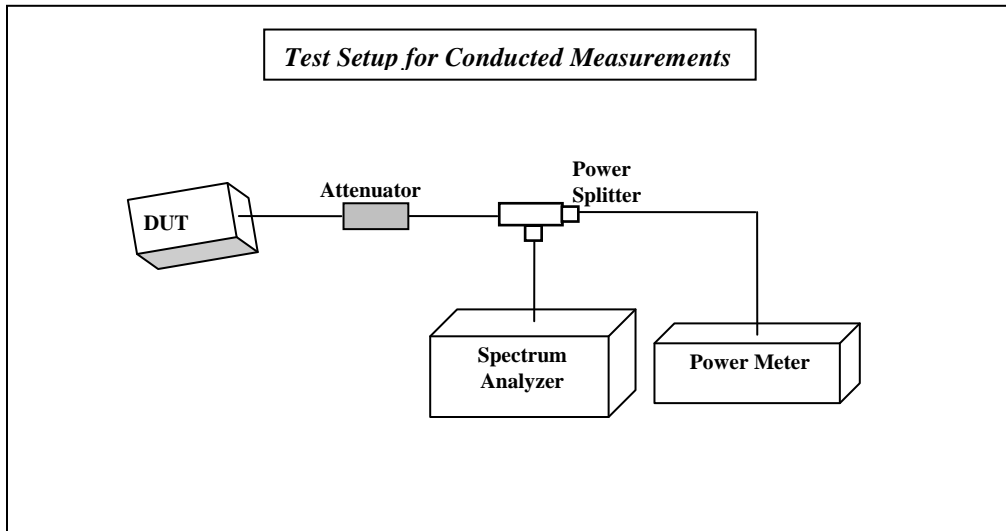 Test Setup for Conducted Measurements
Power
Splitter
Attenuator
DUT
Spectrum
Analyzer
Power Meter